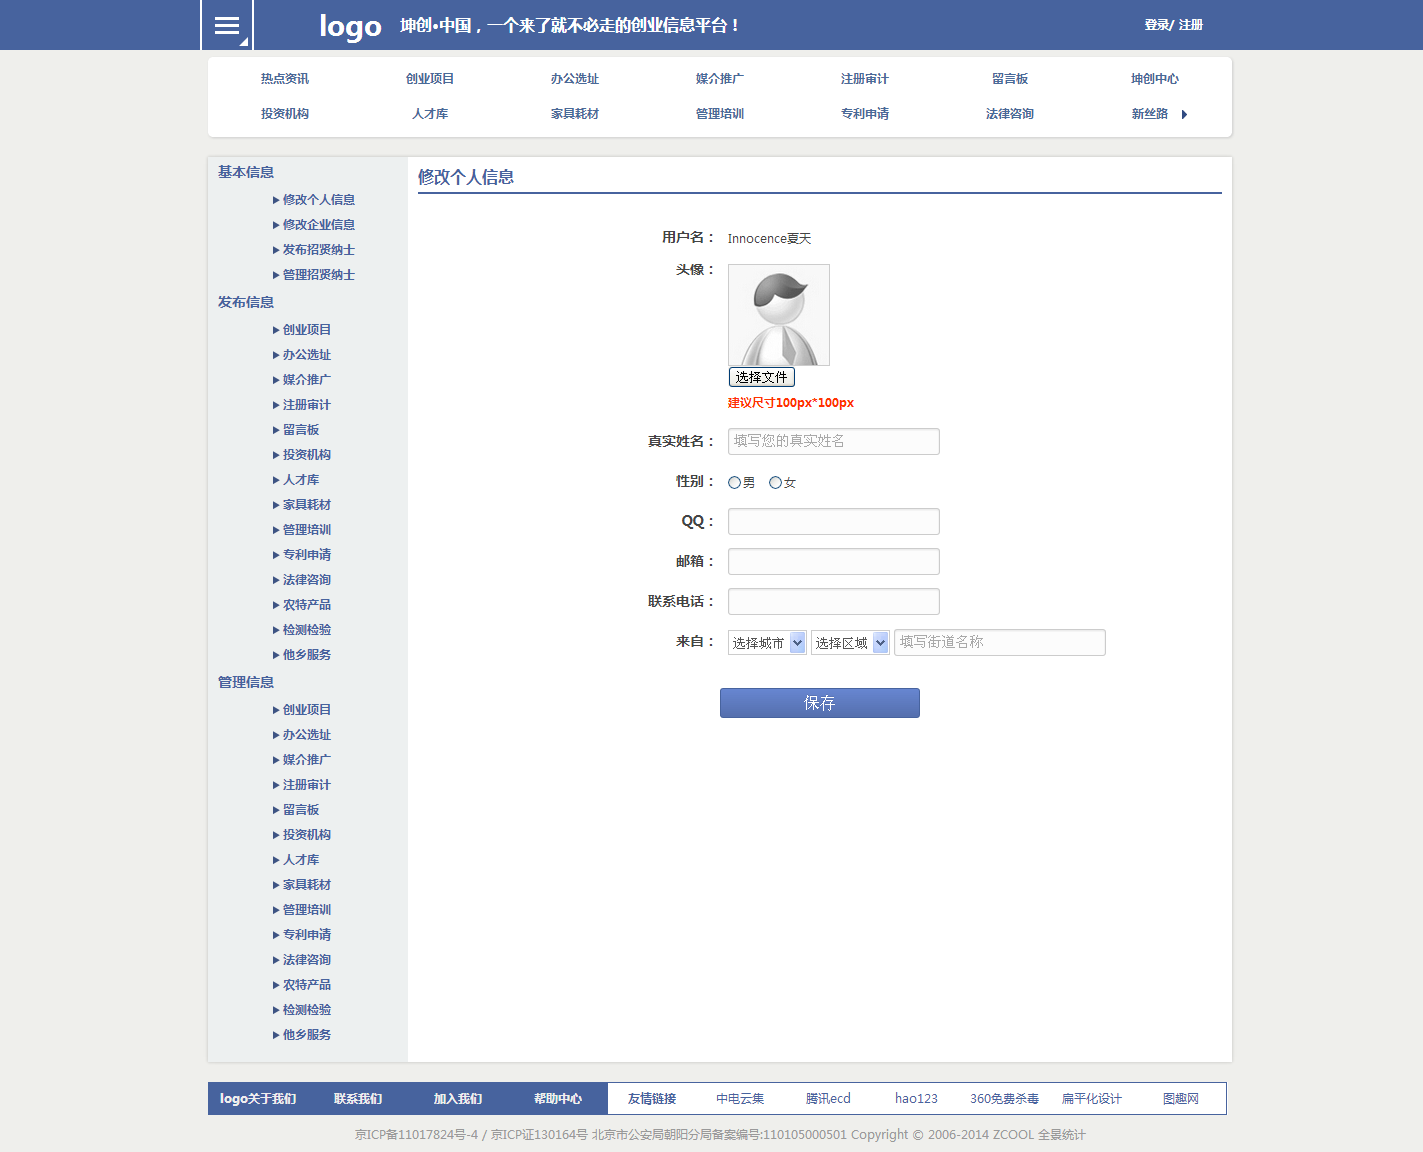 logo 坤创•中国，一个来了就不必走的创业信息平台！ 登录/ 注册
热点资讯 创业项目 办公选址 媒介推广 注册审计 留言板 坤创中心
投资机构 人才库 家具耗材 管理培训 专利申请 法律咨询 新丝路
基本信息
修改个人信息
修改企业信息
发布招贤纳士
管理招贤纳士
发布信息
创业项目
办公选址
媒介推广
注册审计
留言板
投资机构
人才库
家具耗材
管理培训
专利申请
法律咨询
农特产品
检测检验
他乡服务
管理信息
创业项目
办公选址
媒介推广
注册审计
留言板
投资机构
人才库
家具耗材
管理培训
专利申请
法律咨询
农特产品
检测检验
他乡服务
修改个人信息
用户名： Innocence夏天
头像：
选择文件
建议尺寸100px*100px
真实姓名： 填写您的真实姓名
性别： 男 女
QQ：
邮箱：
联系电话：
来自： 选择城市 选择区域 填写街道名称
保存
logo关于我们 联系我们 加入我们 帮助中心 友情链接 中电云集 腾讯ecd hao123 360免费杀毒 扁平化设计 图趣网
京ICP备11017824号-4 / 京ICP证130164号 北京市公安局朝阳分局备案编号:110105000501 Copyright © 2006-2014 ZCOOL 全景统计